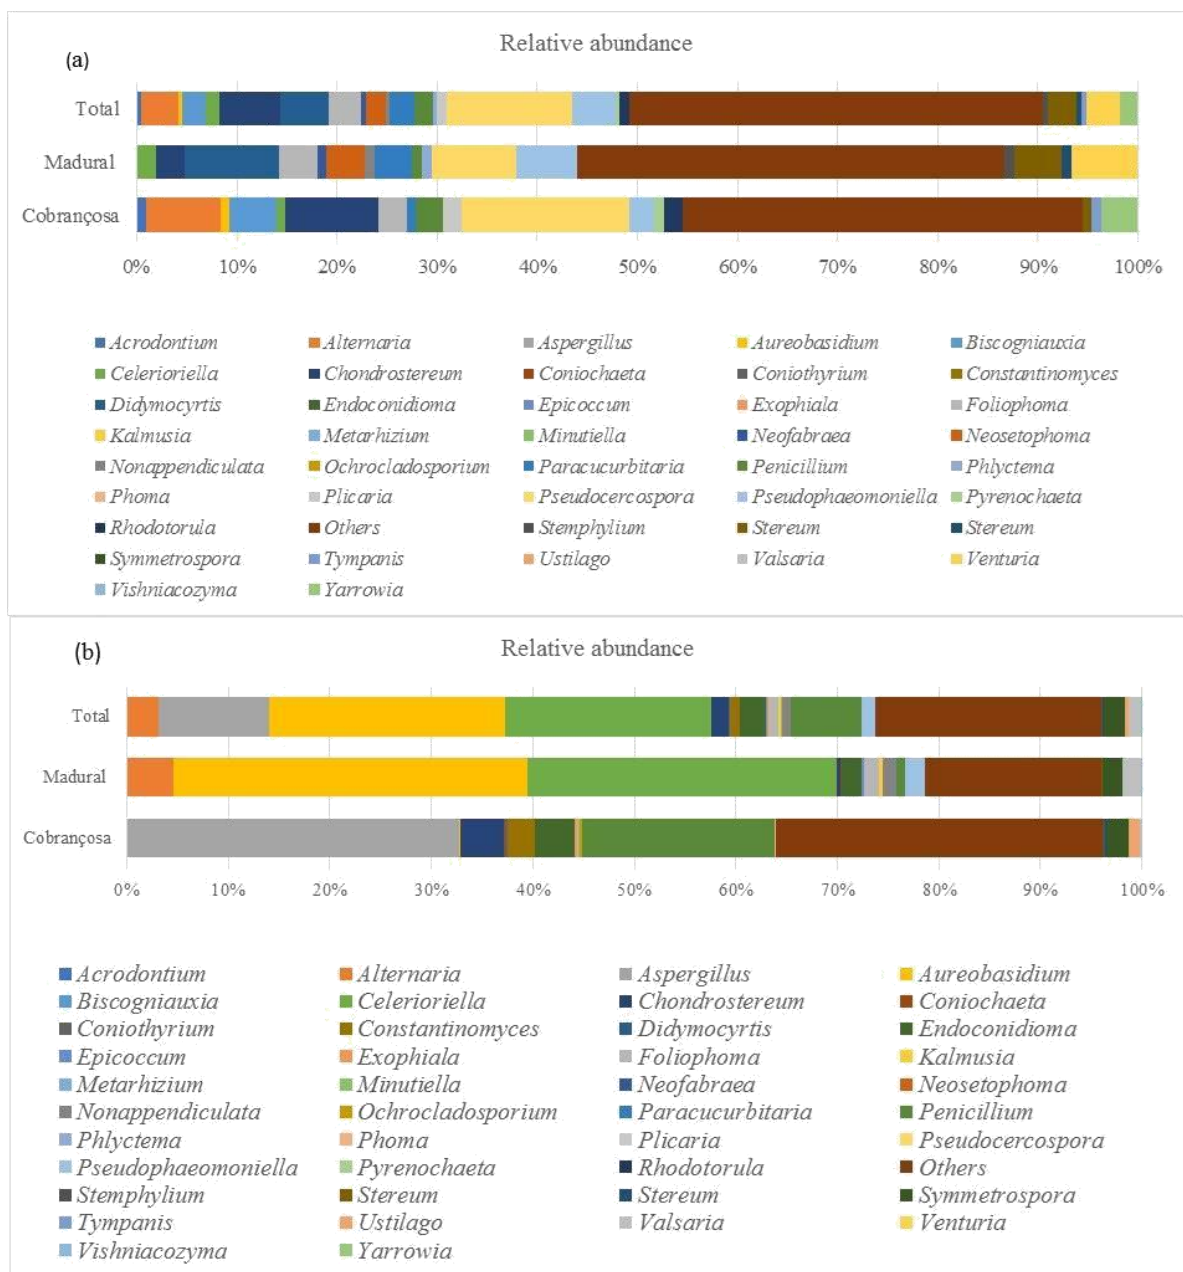 Relative abundance
(a)
Total
Madural
Cobrançosa
0% 10% 20% 30% 40% 50% 60% 70% 80% 90% 100%
Acrodontium Alternaria Aspergillus Aureobasidium Biscogniauxia
Celerioriella Chondrostereum Coniochaeta Coniothyrium Constantinomyces
Didymocyrtis Endoconidioma Epicoccum Exophiala Foliophoma
Kalmusia Metarhizium Minutiella Neofabraea Neosetophoma
Nonappendiculata Ochrocladosporium Paracucurbitaria Penicillium Phlyctema
Phoma Plicaria Pseudocercospora Pseudophaeomoniella Pyrenochaeta
Rhodotorula Others Stemphylium Stereum Stereum
Symmetrospora Tympanis Ustilago Valsaria Venturia
Vishniacozyma Yarrowia
(b)
Relative abundance
Total
Madural
Cobrançosa
0% 10% 20% 30% 40% 50% 60% 70% 80% 90% 100%
Acrodontium Alternaria Aspergillus Aureobasidium
Biscogniauxia Celerioriella Chondrostereum Coniochaeta
Coniothyrium Constantinomyces Didymocyrtis Endoconidioma
Epicoccum Exophiala Foliophoma Kalmusia
Metarhizium Minutiella Neofabraea Neosetophoma
Nonappendiculata Ochrocladosporium Paracucurbitaria Penicillium
Phlyctema Phoma Plicaria Pseudocercospora
Pseudophaeomoniella Pyrenochaeta Rhodotorula Others
Stemphylium Stereum Stereum Symmetrospora
Tympanis Ustilago Valsaria Venturia
Vishniacozyma Yarrowia